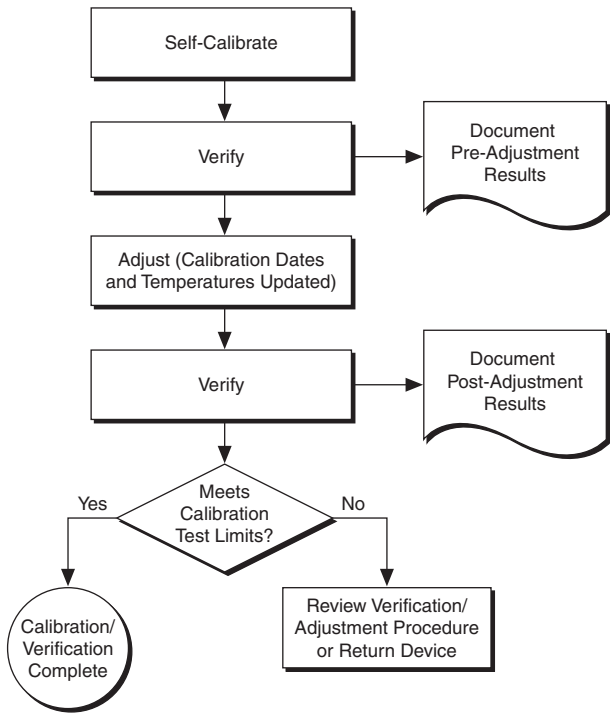 Self-Calibrate
Verify
Document
Pre-Adjustment
Results
Adjust (Calibration Dates
and Temperatures Updated)
Verify
Document
Post-Adjustment
Results
Meets
Calibration
Test Limits?
Yes
No
Calibration/
Verification
Complete
Review Verification/
Adjustment Procedure
or Return Device